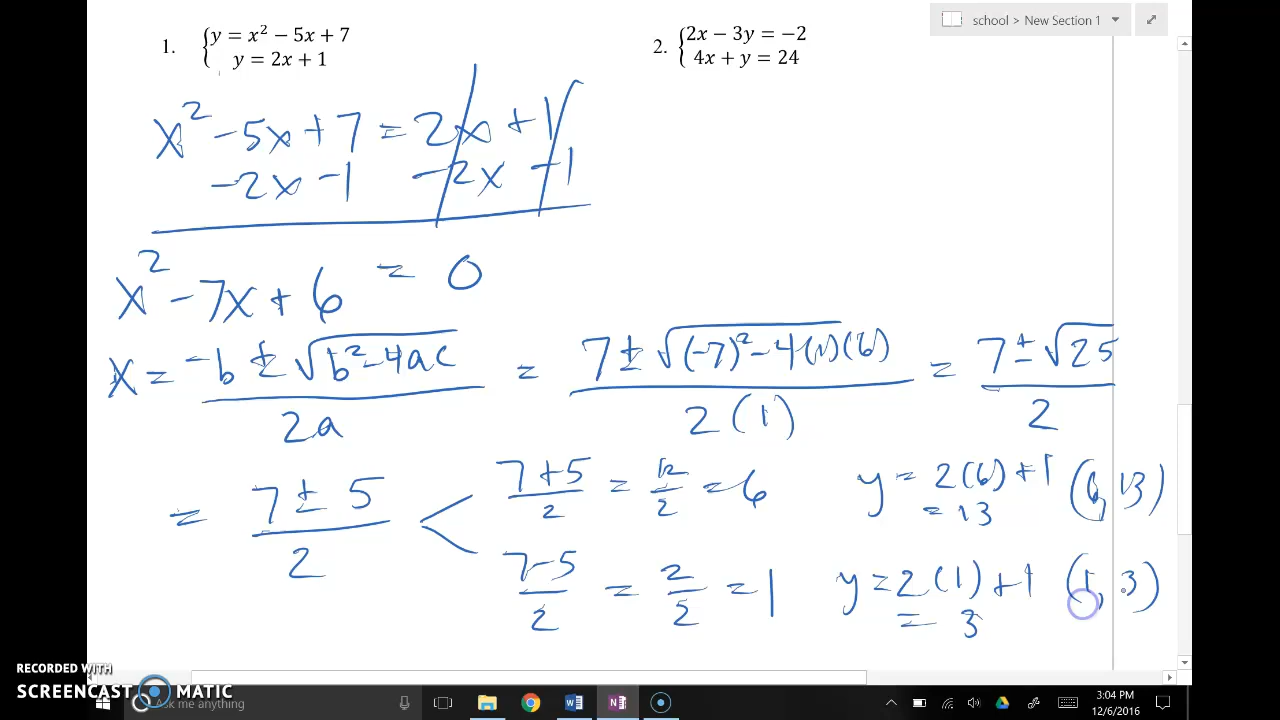 school > New Section 1
1. {y = x² − 5x + 7
y = 2x + 1
2. {2x − 3y = −2
4x + y = 24
x² − 5x + 7 = 2x + 1
−2x − 1 −2x − 1
x² − 7x + 6 = 0
x = −b ± √b² − 4ac / 2a = 7 ± √(−7)² − 4(1)(6) / 2(1) = 7 ± √25 / 2
= 7 ± 5 / 2
7 + 5 / 2 = 12 / 2 = 6 y = 2(6) + 1 (6, 13)
= 13
7 − 5 / 2 = 2 / 2 = 1 y = 2(1) + 1 (1, 3)
= 3
RECORDED WITH
SCREENCAST MATIC
Ask me anything
3:04 PM
12/6/2016